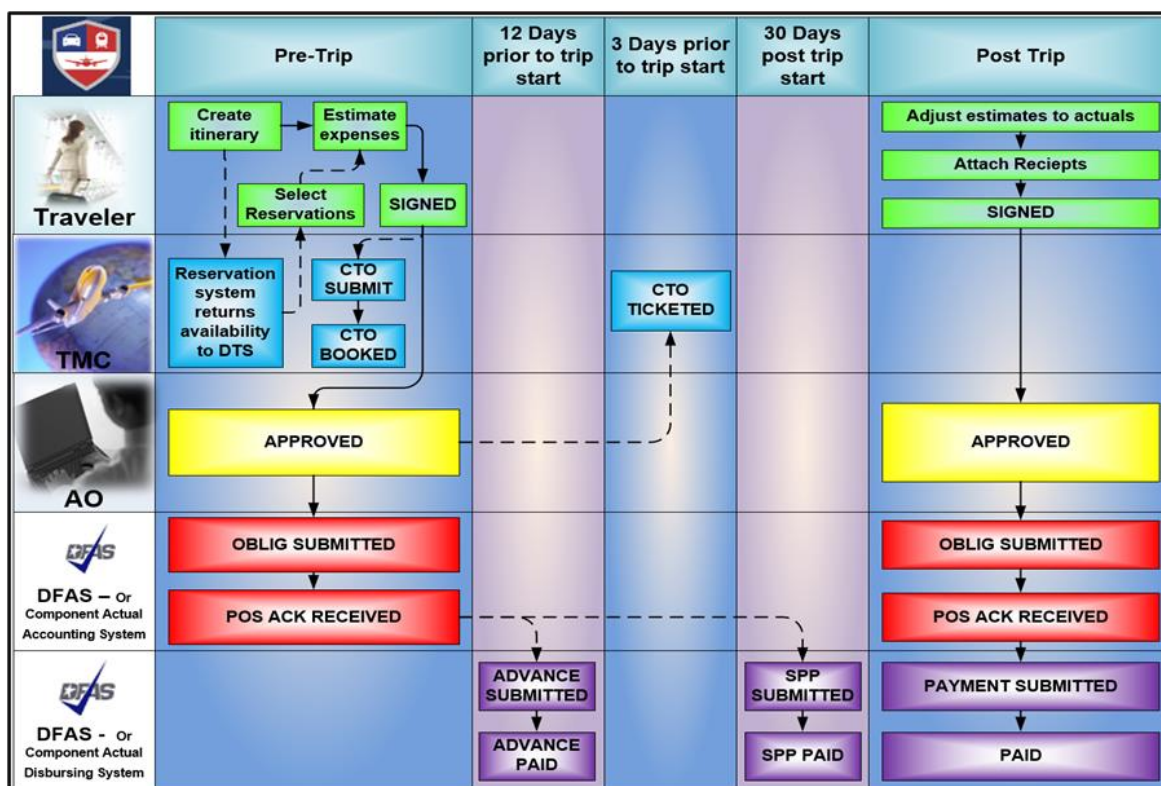 Pre-Trip
12 Days
prior to trip
start
3 Days prior
to trip start
30 Days
post trip
start
Post Trip
Traveler
Create
itinerary
Estimate
expenses
Select
Reservations
SIGNED
Adjust estimates to actuals
Attach Reciepts
SIGNED
TMC
Reservation
system
returns
availability
to DTS
CTO
SUBMIT
CTO
BOOKED
CTO
TICKETED
AO
APPROVED
APPROVED
DFAS
DFAS – Or
Component Actual
Accounting System
OBLIG SUBMITTED
POS ACK RECEIVED
OBLIG SUBMITTED
POS ACK RECEIVED
DFAS
DFAS - Or
Component Actual
Disbursing System
ADVANCE
SUBMITTED
ADVANCE
PAID
SPP
SUBMITTED
SPP PAID
PAYMENT SUBMITTED
PAID